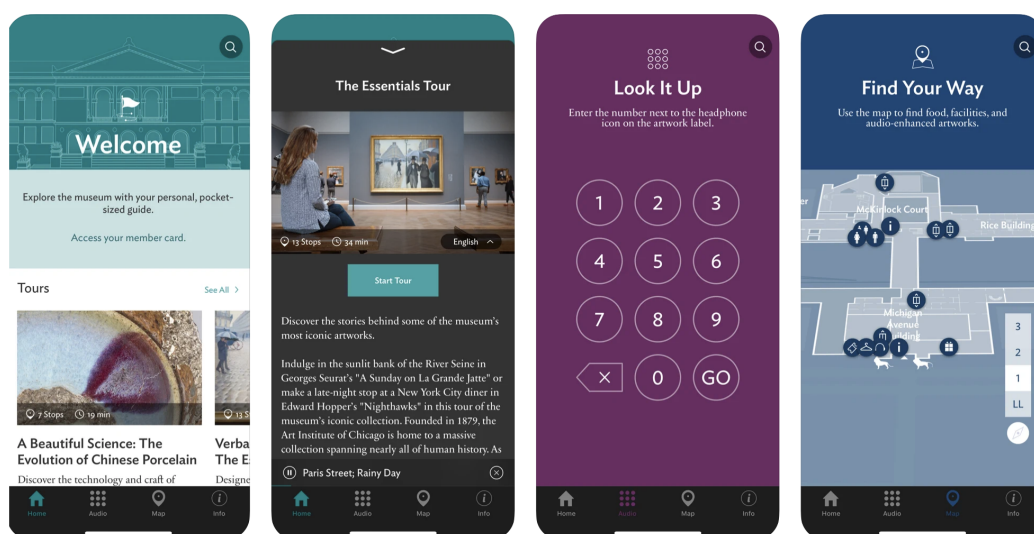 Welcome
Explore the museum with your personal, pocket-
sized guide.
Access your member card.
Tours
See All >
7 Stops 19 min
13 S
A Beautiful Science: The
Evolution of Chinese Porcelain
Discover the technology and craft of
Verba
The E
Designe
Home Audio Map Info
The Essentials Tour
13 Stops 34 min English
Start Tour
Discover the stories behind some of the museum's
most iconic artworks.
Indulge in the sunlit bank of the River Seine in
Georges Seurat's "A Sunday on La Grande Jatte" or
make a late-night stop at a New York City diner in
Edward Hopper's "Nighthawks" in this tour of the
museum's iconic collection. Founded in 1879, the
Art Institute of Chicago is home to a massive
collection spanning nearly all of human history. As
Paris Street; Rainy Day
Home Audio Map Info
Look It Up
Enter the number next to the headphone
icon on the artwork label.
1 2 3
4 5 6
7 8 9
0 GO
Home Audio Map Info
Find Your Way
Use the map to find food, facilities, and
audio-enhanced artworks.
er
McKinlock Court
Rice Building
Michigan
Avenue
Building
3
2
1
LL
Home Audio Map Info